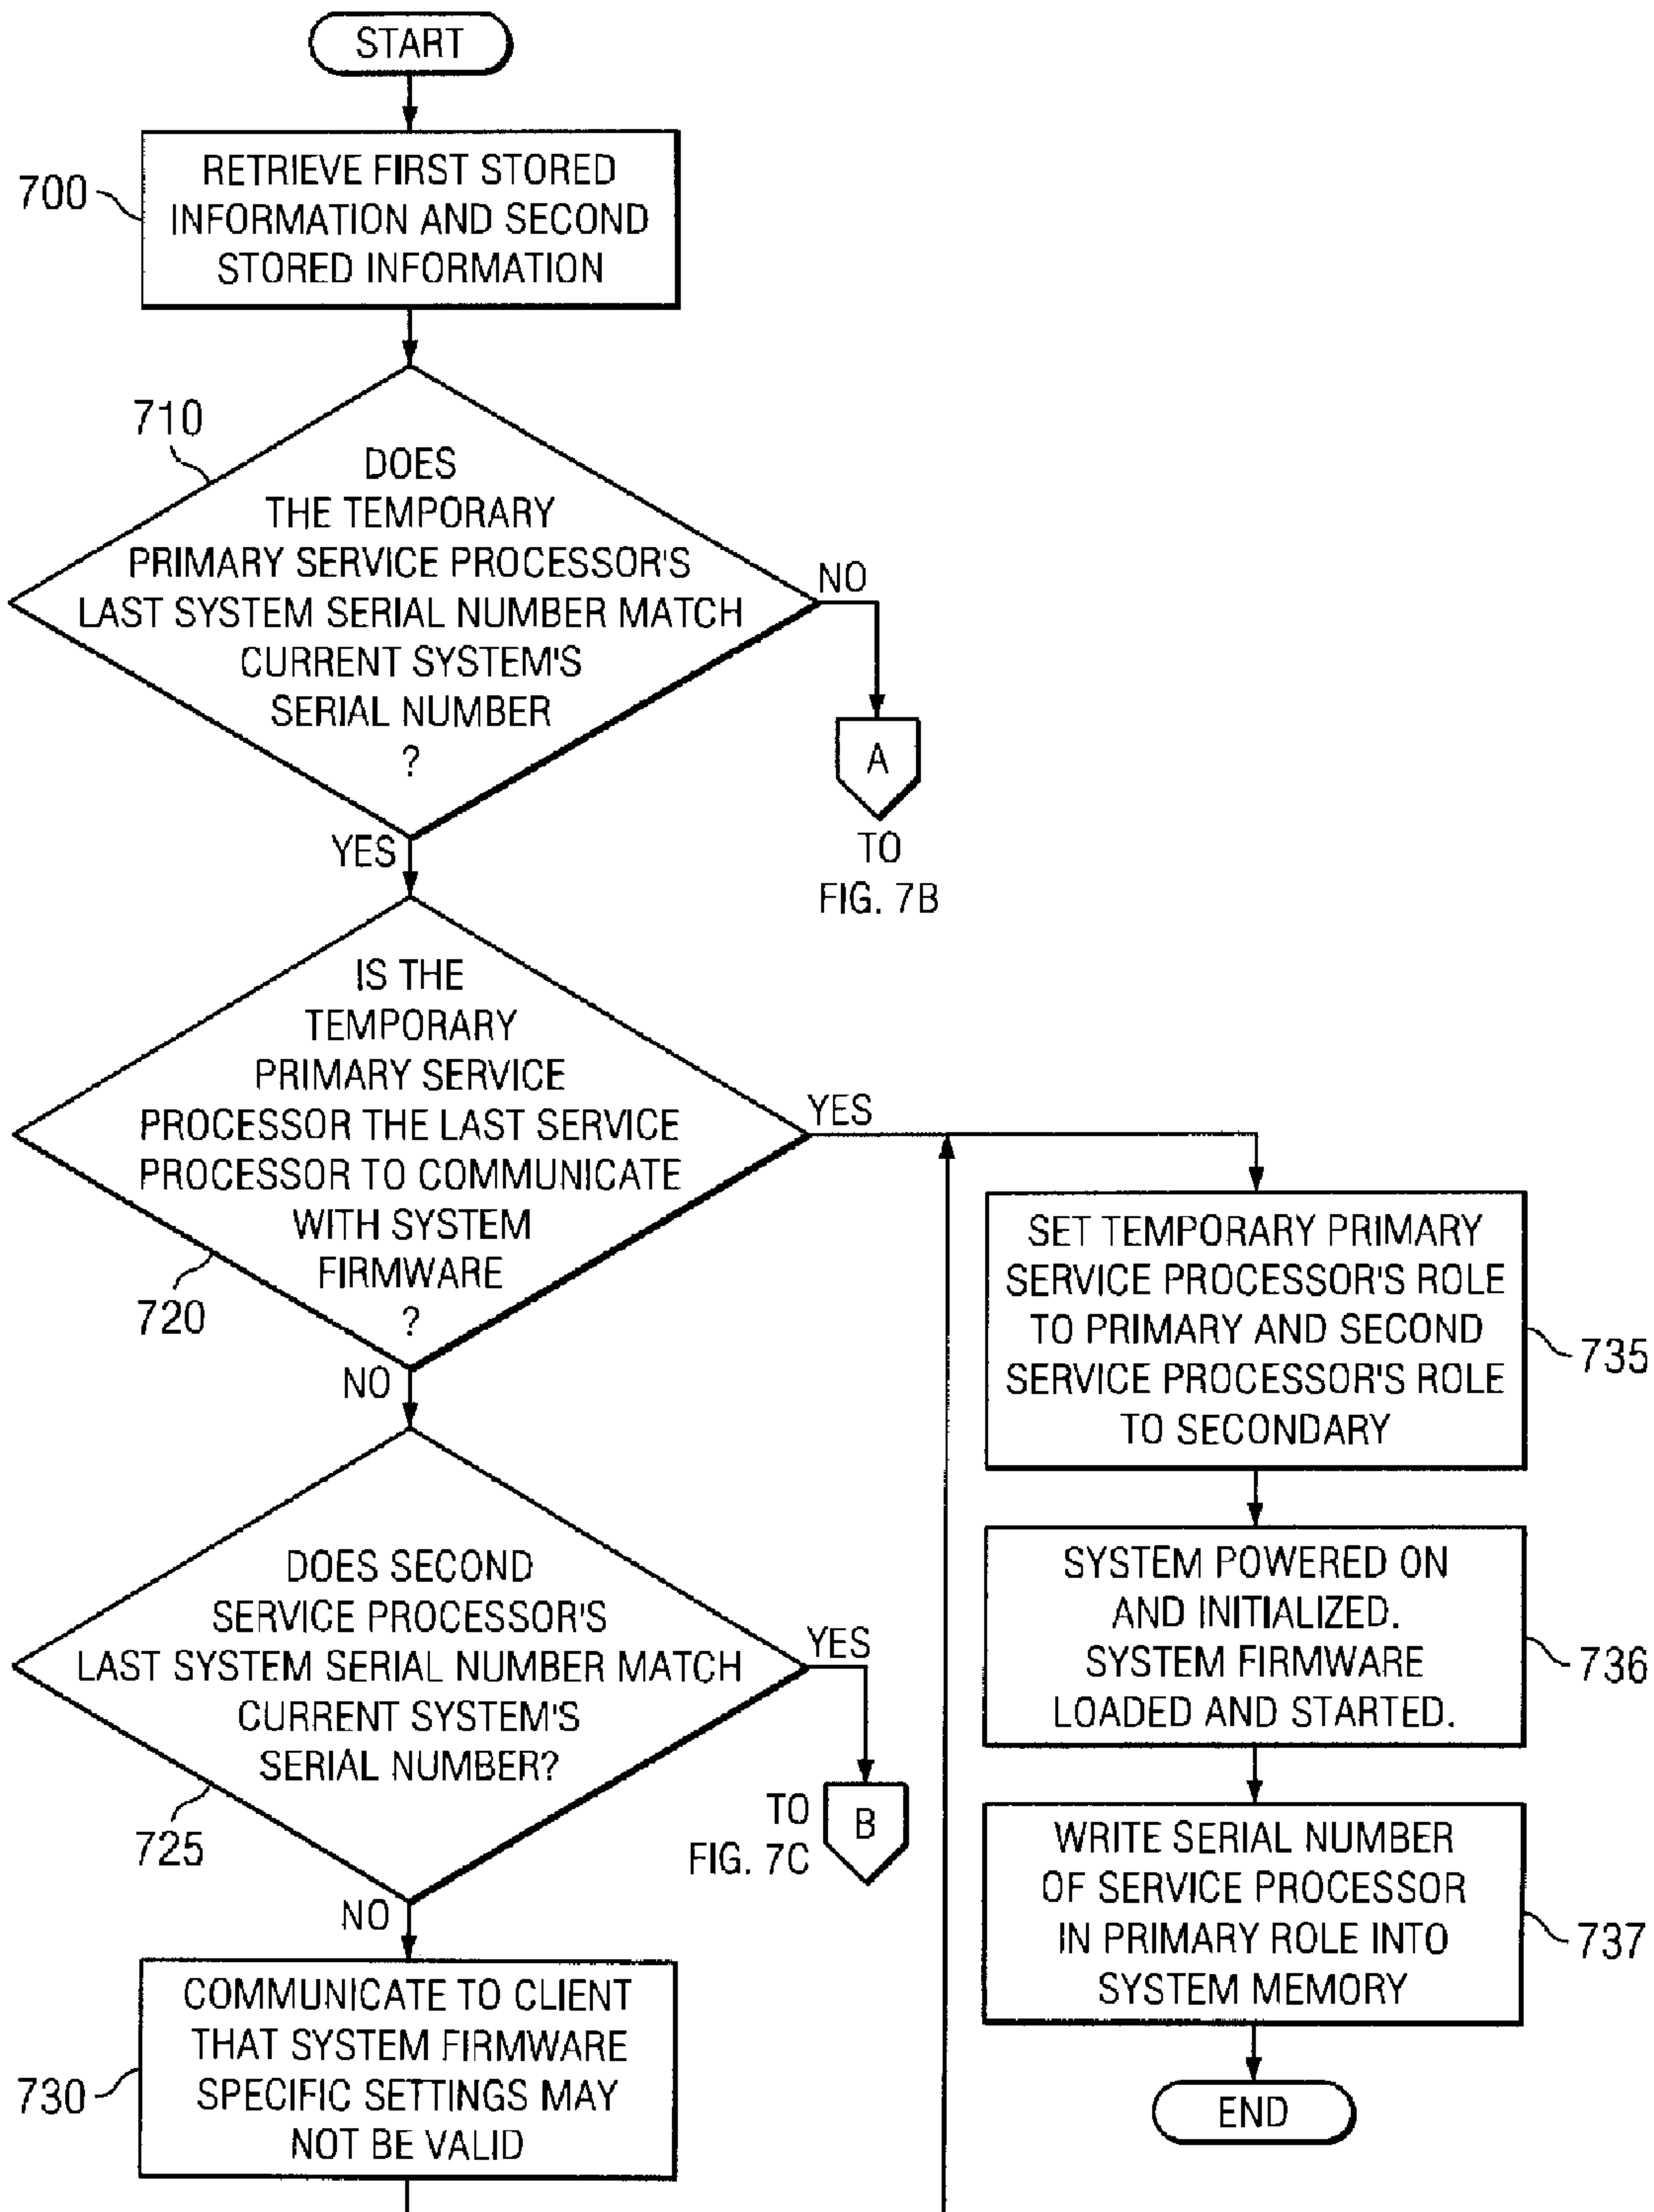 START
700
RETRIEVE FIRST STORED
INFORMATION AND SECOND
STORED INFORMATION
710
DOES
THE TEMPORARY
PRIMARY SERVICE PROCESSOR'S
LAST SYSTEM SERIAL NUMBER MATCH
CURRENT SYSTEM'S
SERIAL NUMBER
?
NO
A
TO
FIG. 7B
YES
IS THE
TEMPORARY
PRIMARY SERVICE
PROCESSOR THE LAST SERVICE
PROCESSOR TO COMMUNICATE
WITH SYSTEM
FIRMWARE
?
720
YES
NO
DOES SECOND
SERVICE PROCESSOR'S
LAST SYSTEM SERIAL NUMBER MATCH
CURRENT SYSTEM'S
SERIAL NUMBER?
725
YES
TO
FIG. 7C
B
NO
COMMUNICATE TO CLIENT
THAT SYSTEM FIRMWARE
SPECIFIC SETTINGS MAY
NOT BE VALID
730
SET TEMPORARY PRIMARY
SERVICE PROCESSOR'S ROLE
TO PRIMARY AND SECOND
SERVICE PROCESSOR'S ROLE
TO SECONDARY
735
SYSTEM POWERED ON
AND INITIALIZED.
SYSTEM FIRMWARE
LOADED AND STARTED.
736
WRITE SERIAL NUMBER
OF SERVICE PROCESSOR
IN PRIMARY ROLE INTO
SYSTEM MEMORY
737
END